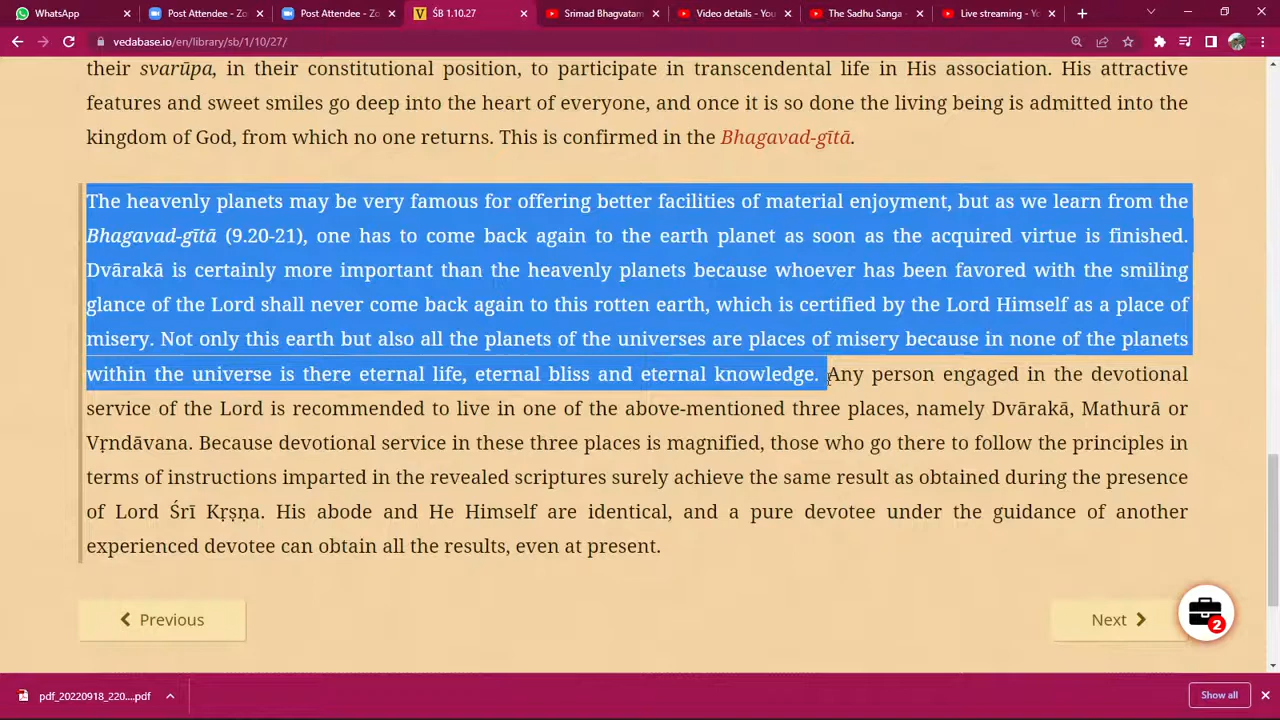 WhatsApp
Post Attendee - Zo
Post Attendee - Zo
V ŚB 1.10.27
Srimad Bhagvatam
Video details - You
The Sadhu Sanga -
Live streaming - Yo
vedabase.io/en/library/sb/1/10/27/
their svarūpa, in their constitutional position, to participate in transcendental life in His association. His attractive
features and sweet smiles go deep into the heart of everyone, and once it is so done the living being is admitted into the
kingdom of God, from which no one returns. This is confirmed in the Bhagavad-gītā.
The heavenly planets may be very famous for offering better facilities of material enjoyment, but as we learn from the
Bhagavad-gītā (9.20-21), one has to come back again to the earth planet as soon as the acquired virtue is finished.
Dvārakā is certainly more important than the heavenly planets because whoever has been favored with the smiling
glance of the Lord shall never come back again to this rotten earth, which is certified by the Lord Himself as a place of
misery. Not only this earth but also all the planets of the universes are places of misery because in none of the planets
within the universe is there eternal life, eternal bliss and eternal knowledge. Any person engaged in the devotional
service of the Lord is recommended to live in one of the above-mentioned three places, namely Dvārakā, Mathurā or
Vṛndāvana. Because devotional service in these three places is magnified, those who go there to follow the principles in
terms of instructions imparted in the revealed scriptures surely achieve the same result as obtained during the presence
of Lord Śrī Kṛṣṇa. His abode and He Himself are identical, and a pure devotee under the guidance of another
experienced devotee can obtain all the results, even at present.
Previous
Next
2
pdf_20220918_220....pdf
Show all